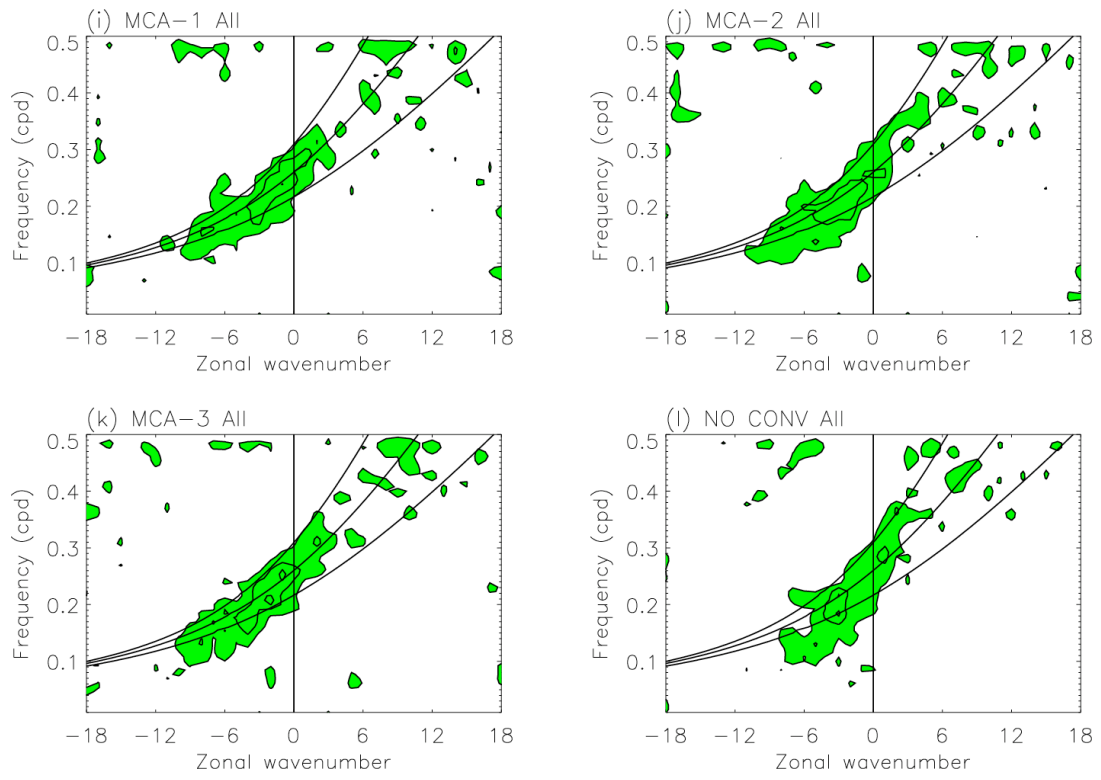 (i) MCA-1 All
(j) MCA-2 All
Frequency (cpd)
0.5
0.4
0.3
0.2
0.1
-18 -12 -6 0 6 12 18
Zonal wavenumber
Frequency (cpd)
0.5
0.4
0.3
0.2
0.1
-18 -12 -6 0 6 12 18
Zonal wavenumber
(k) MCA-3 All
(l) NO CONV All
Frequency (cpd)
0.5
0.4
0.3
0.2
0.1
-18 -12 -6 0 6 12 18
Zonal wavenumber
Frequency (cpd)
0.5
0.4
0.3
0.2
0.1
-18 -12 -6 0 6 12 18
Zonal wavenumber